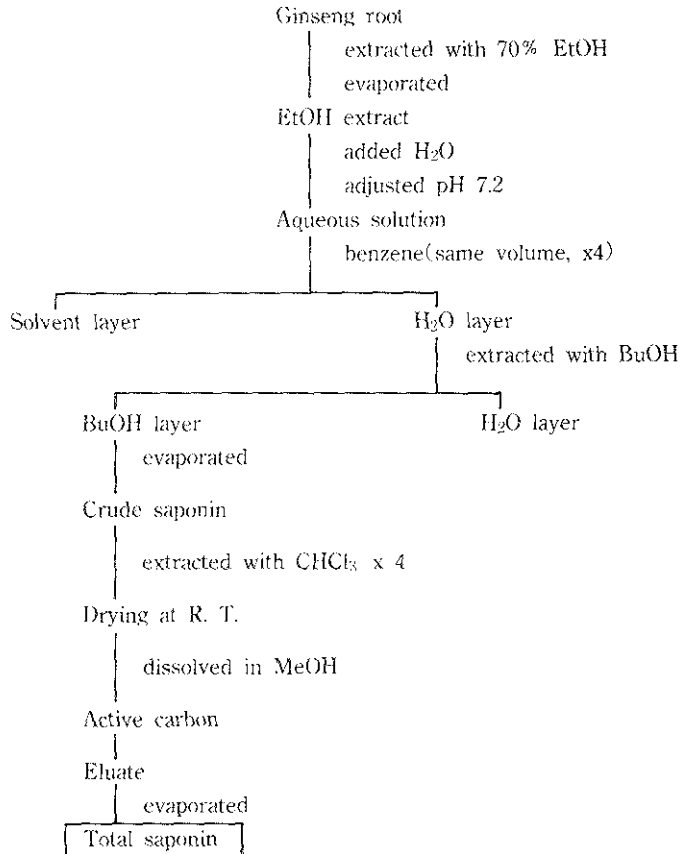 Ginseng root
extracted with 70% EtOH
evaporated
EtOH extract
added H₂O
adjusted pH 7.2
Aqueous solution
benzene(same volume, x4)
Solvent layer
H₂O layer
extracted with BuOH
BuOH layer
H₂O layer
evaporated
Crude saponin
extracted with CHCl₃ x 4
Drying at R. T.
dissolved in MeOH
Active carbon
Eluate
evaporated
Total saponin